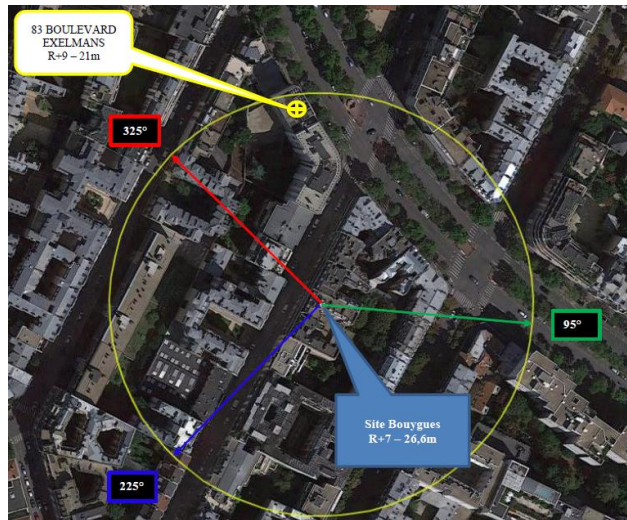 83 BOULEVARD
EXELMANS
R+9 – 21m
325°
95°
Site Bouygues
R+7 – 26,6m
225°